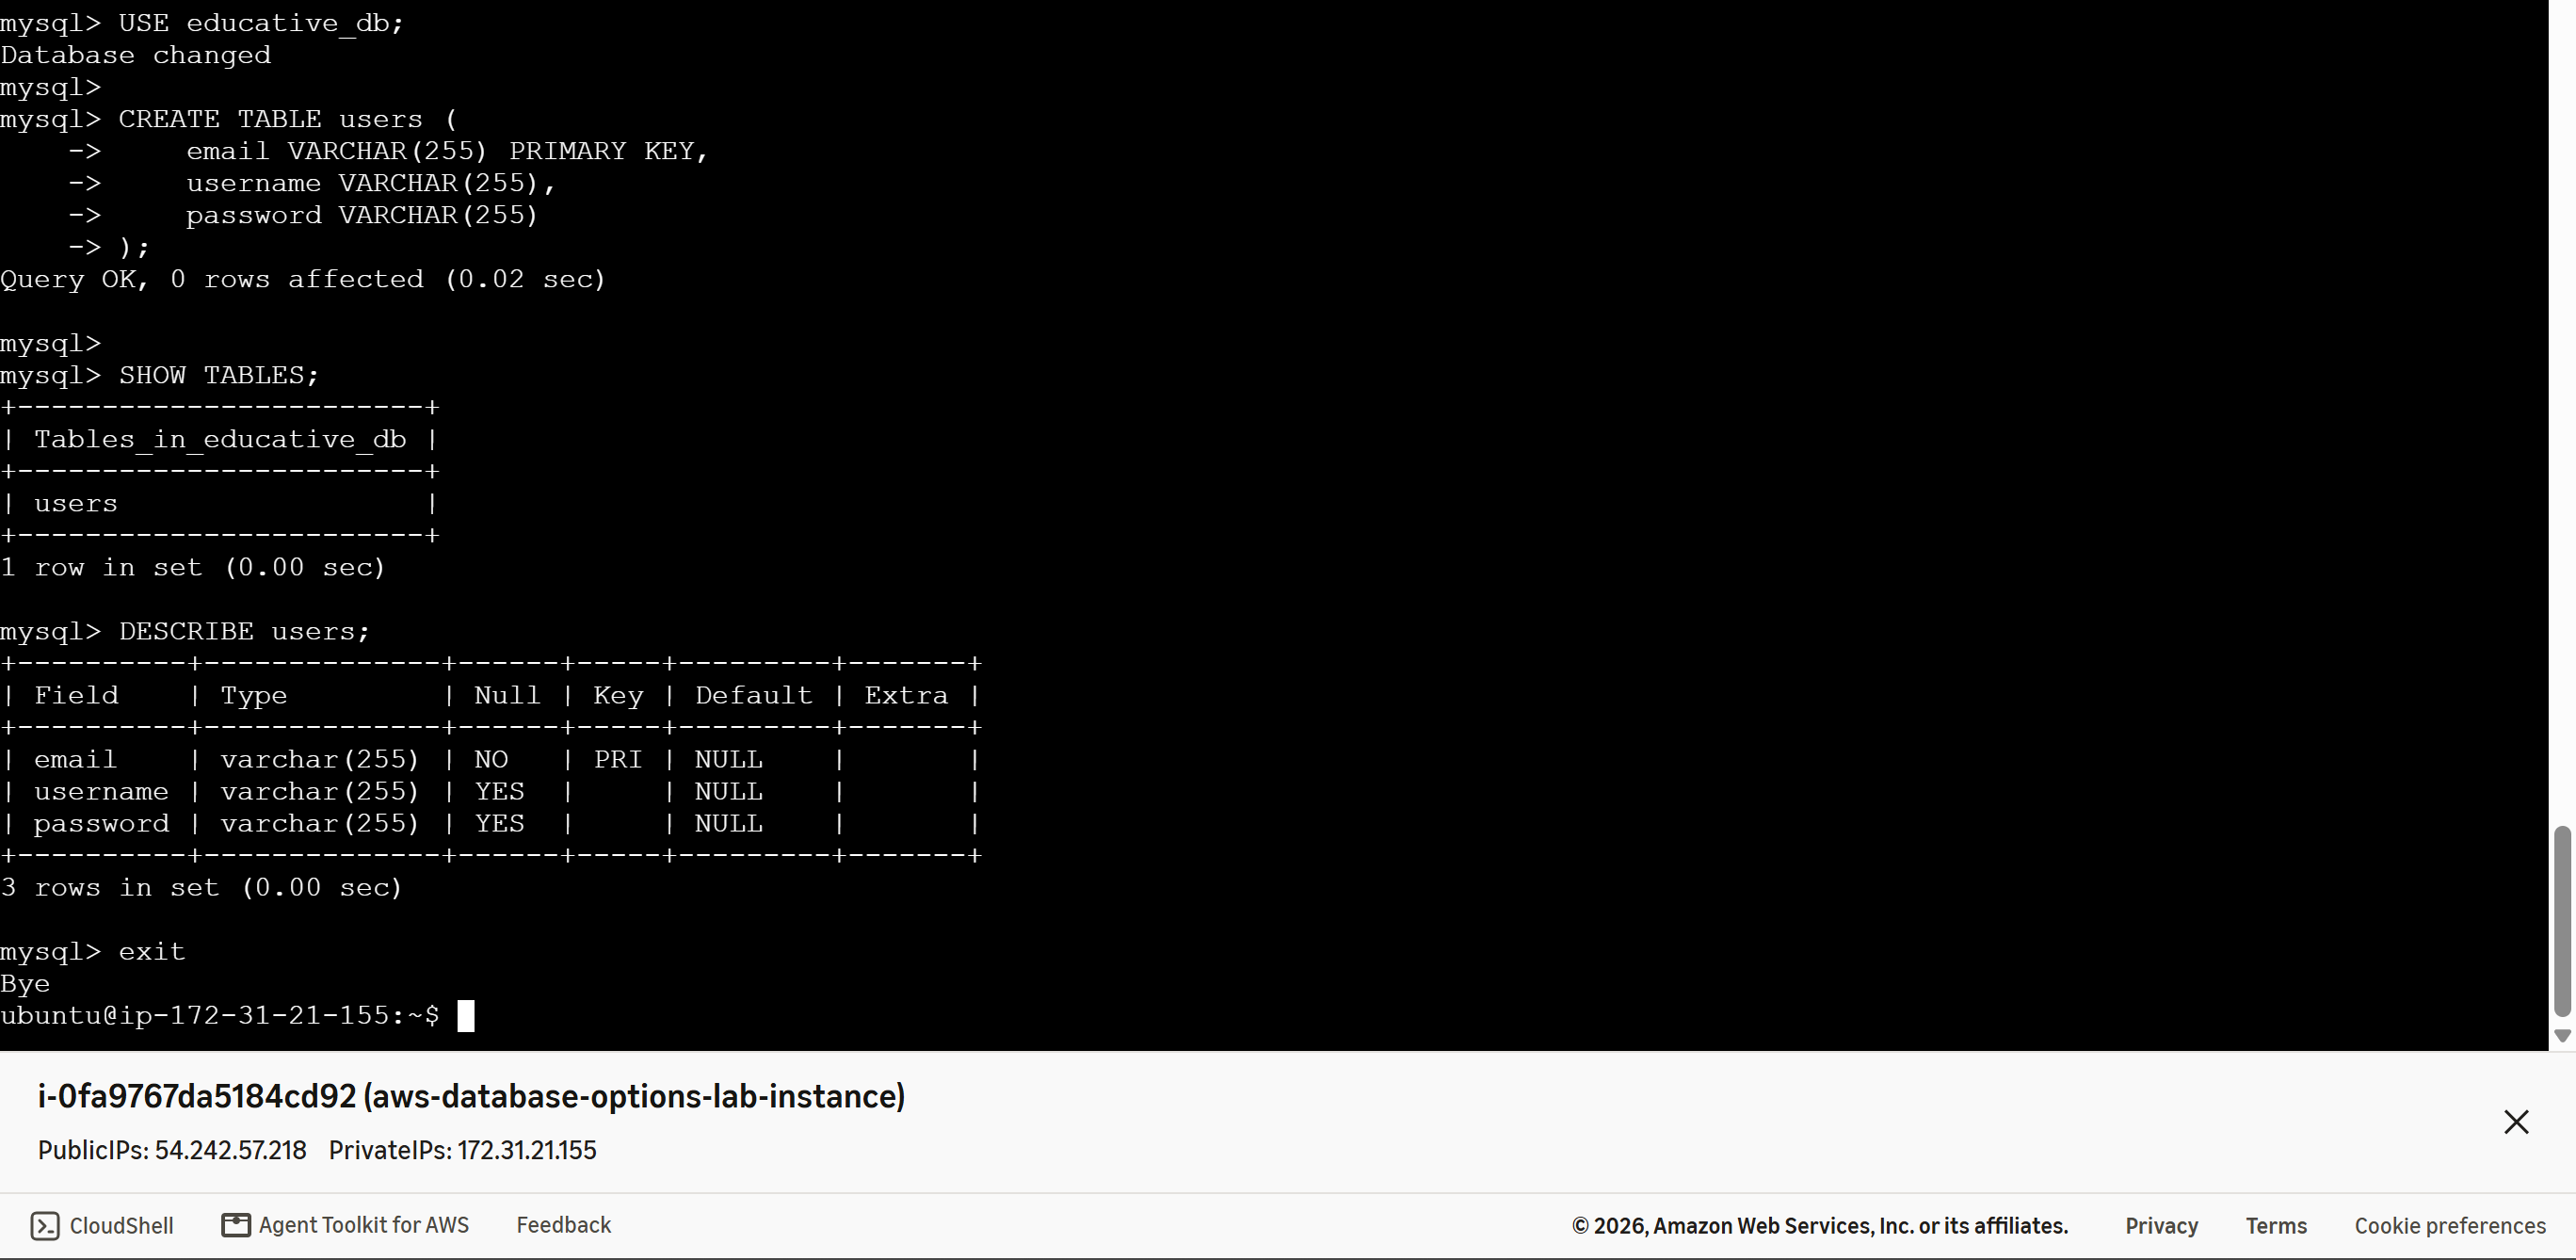 mysql> USE educative_db;
Database changed
mysql>
mysql> CREATE TABLE users (
    ->     email VARCHAR(255) PRIMARY KEY,
    ->     username VARCHAR(255),
    ->     password VARCHAR(255)
    -> );
Query OK, 0 rows affected (0.02 sec)

mysql>
mysql> SHOW TABLES;
+------------------------+
| Tables_in_educative_db |
+------------------------+
| users                  |
+------------------------+
1 row in set (0.00 sec)

mysql> DESCRIBE users;
+----------+--------------+------+-----+---------+-------+
| Field    | Type         | Null | Key | Default | Extra |
+----------+--------------+------+-----+---------+-------+
| email    | varchar(255) | NO   | PRI | NULL    |       |
| username | varchar(255) | YES  |     | NULL    |       |
| password | varchar(255) | YES  |     | NULL    |       |
+----------+--------------+------+-----+---------+-------+
3 rows in set (0.00 sec)

mysql> exit
Bye
ubuntu@ip-172-31-21-155:~$
i-0fa9767da5184cd92 (aws-database-options-lab-instance)
PublicIPs: 54.242.57.218 PrivateIPs: 172.31.21.155
CloudShell Agent Toolkit for AWS Feedback © 2026, Amazon Web Services, Inc. or its affiliates. Privacy Terms Cookie preferences